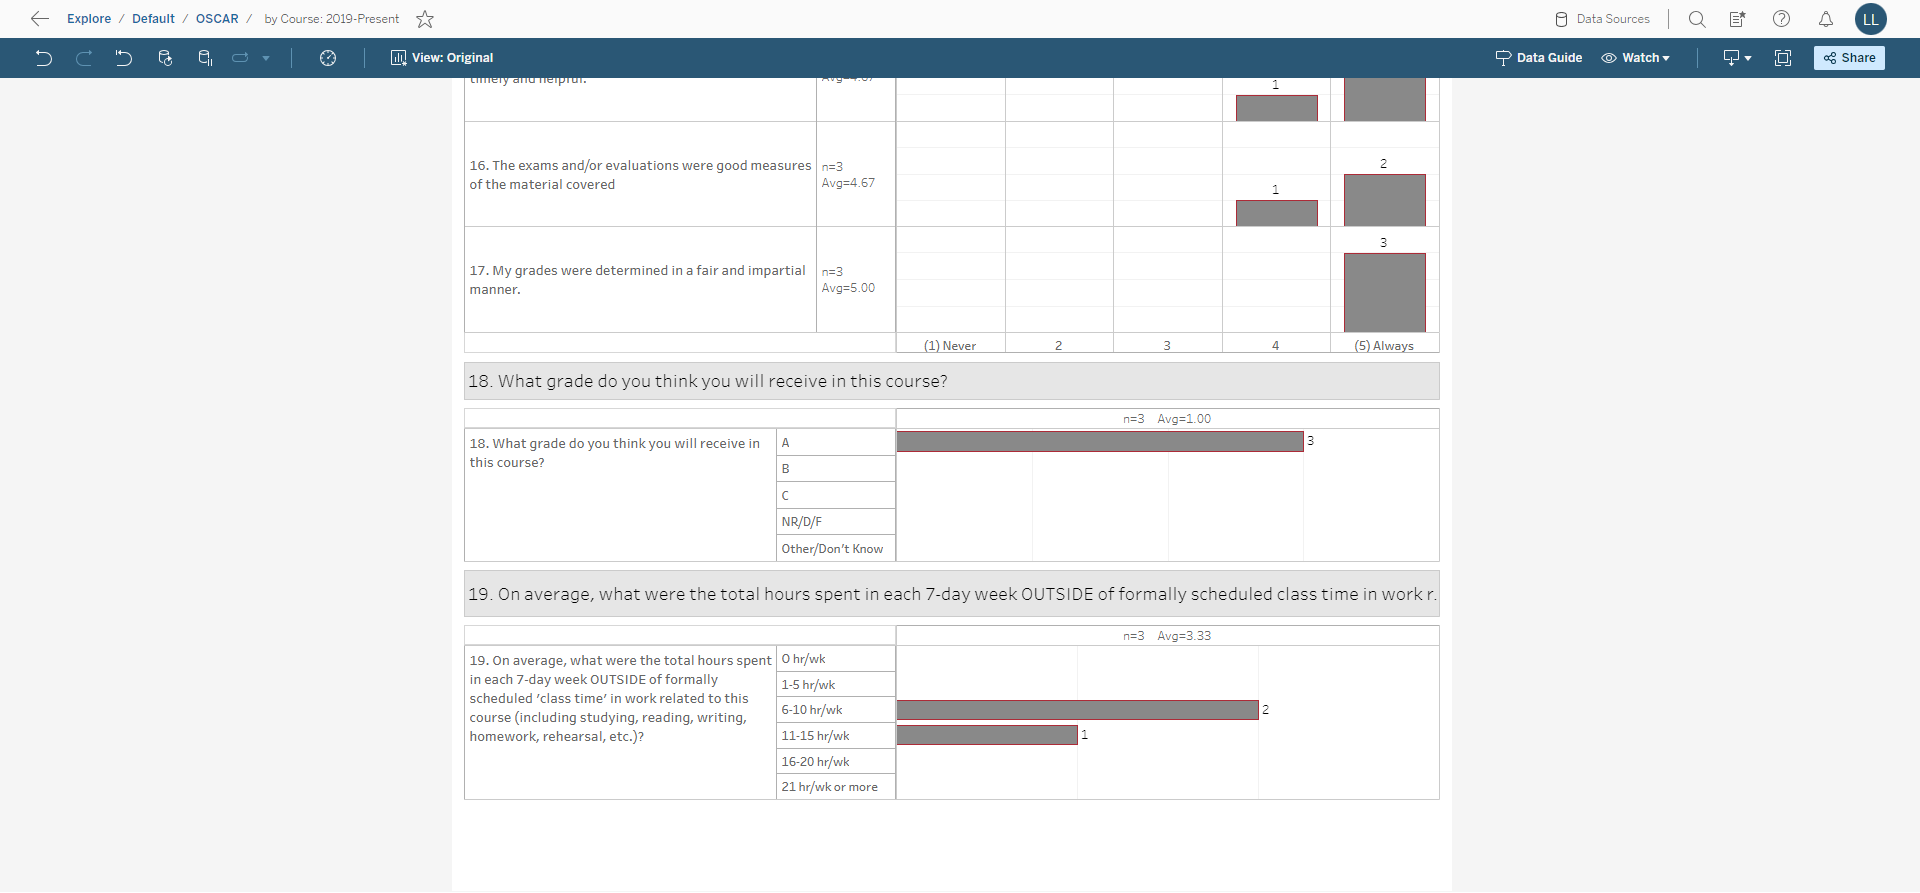 Explore / Default / OSCAR / by Course: 2019-Present
Data Sources
LL
View: Original
Data Guide
Watch
Share
timely and helpful.
Avg=4.67
1
16. The exams and/or evaluations were good measures
of the material covered
n=3
Avg=4.67
1
2
17. My grades were determined in a fair and impartial
manner.
n=3
Avg=5.00
3
(1) Never 2 3 4 (5) Always
18. What grade do you think you will receive in this course?
n=3 Avg=1.00
18. What grade do you think you will receive in
this course?
A 3
B
C
NR/D/F
Other/Don't Know
19. On average, what were the total hours spent in each 7-day week OUTSIDE of formally scheduled class time in work r.
n=3 Avg=3.33
19. On average, what were the total hours spent
in each 7-day week OUTSIDE of formally
scheduled 'class time' in work related to this
course (including studying, reading, writing,
homework, rehearsal, etc.)?
0 hr/wk
1-5 hr/wk
6-10 hr/wk 2
11-15 hr/wk 1
16-20 hr/wk
21 hr/wk or more